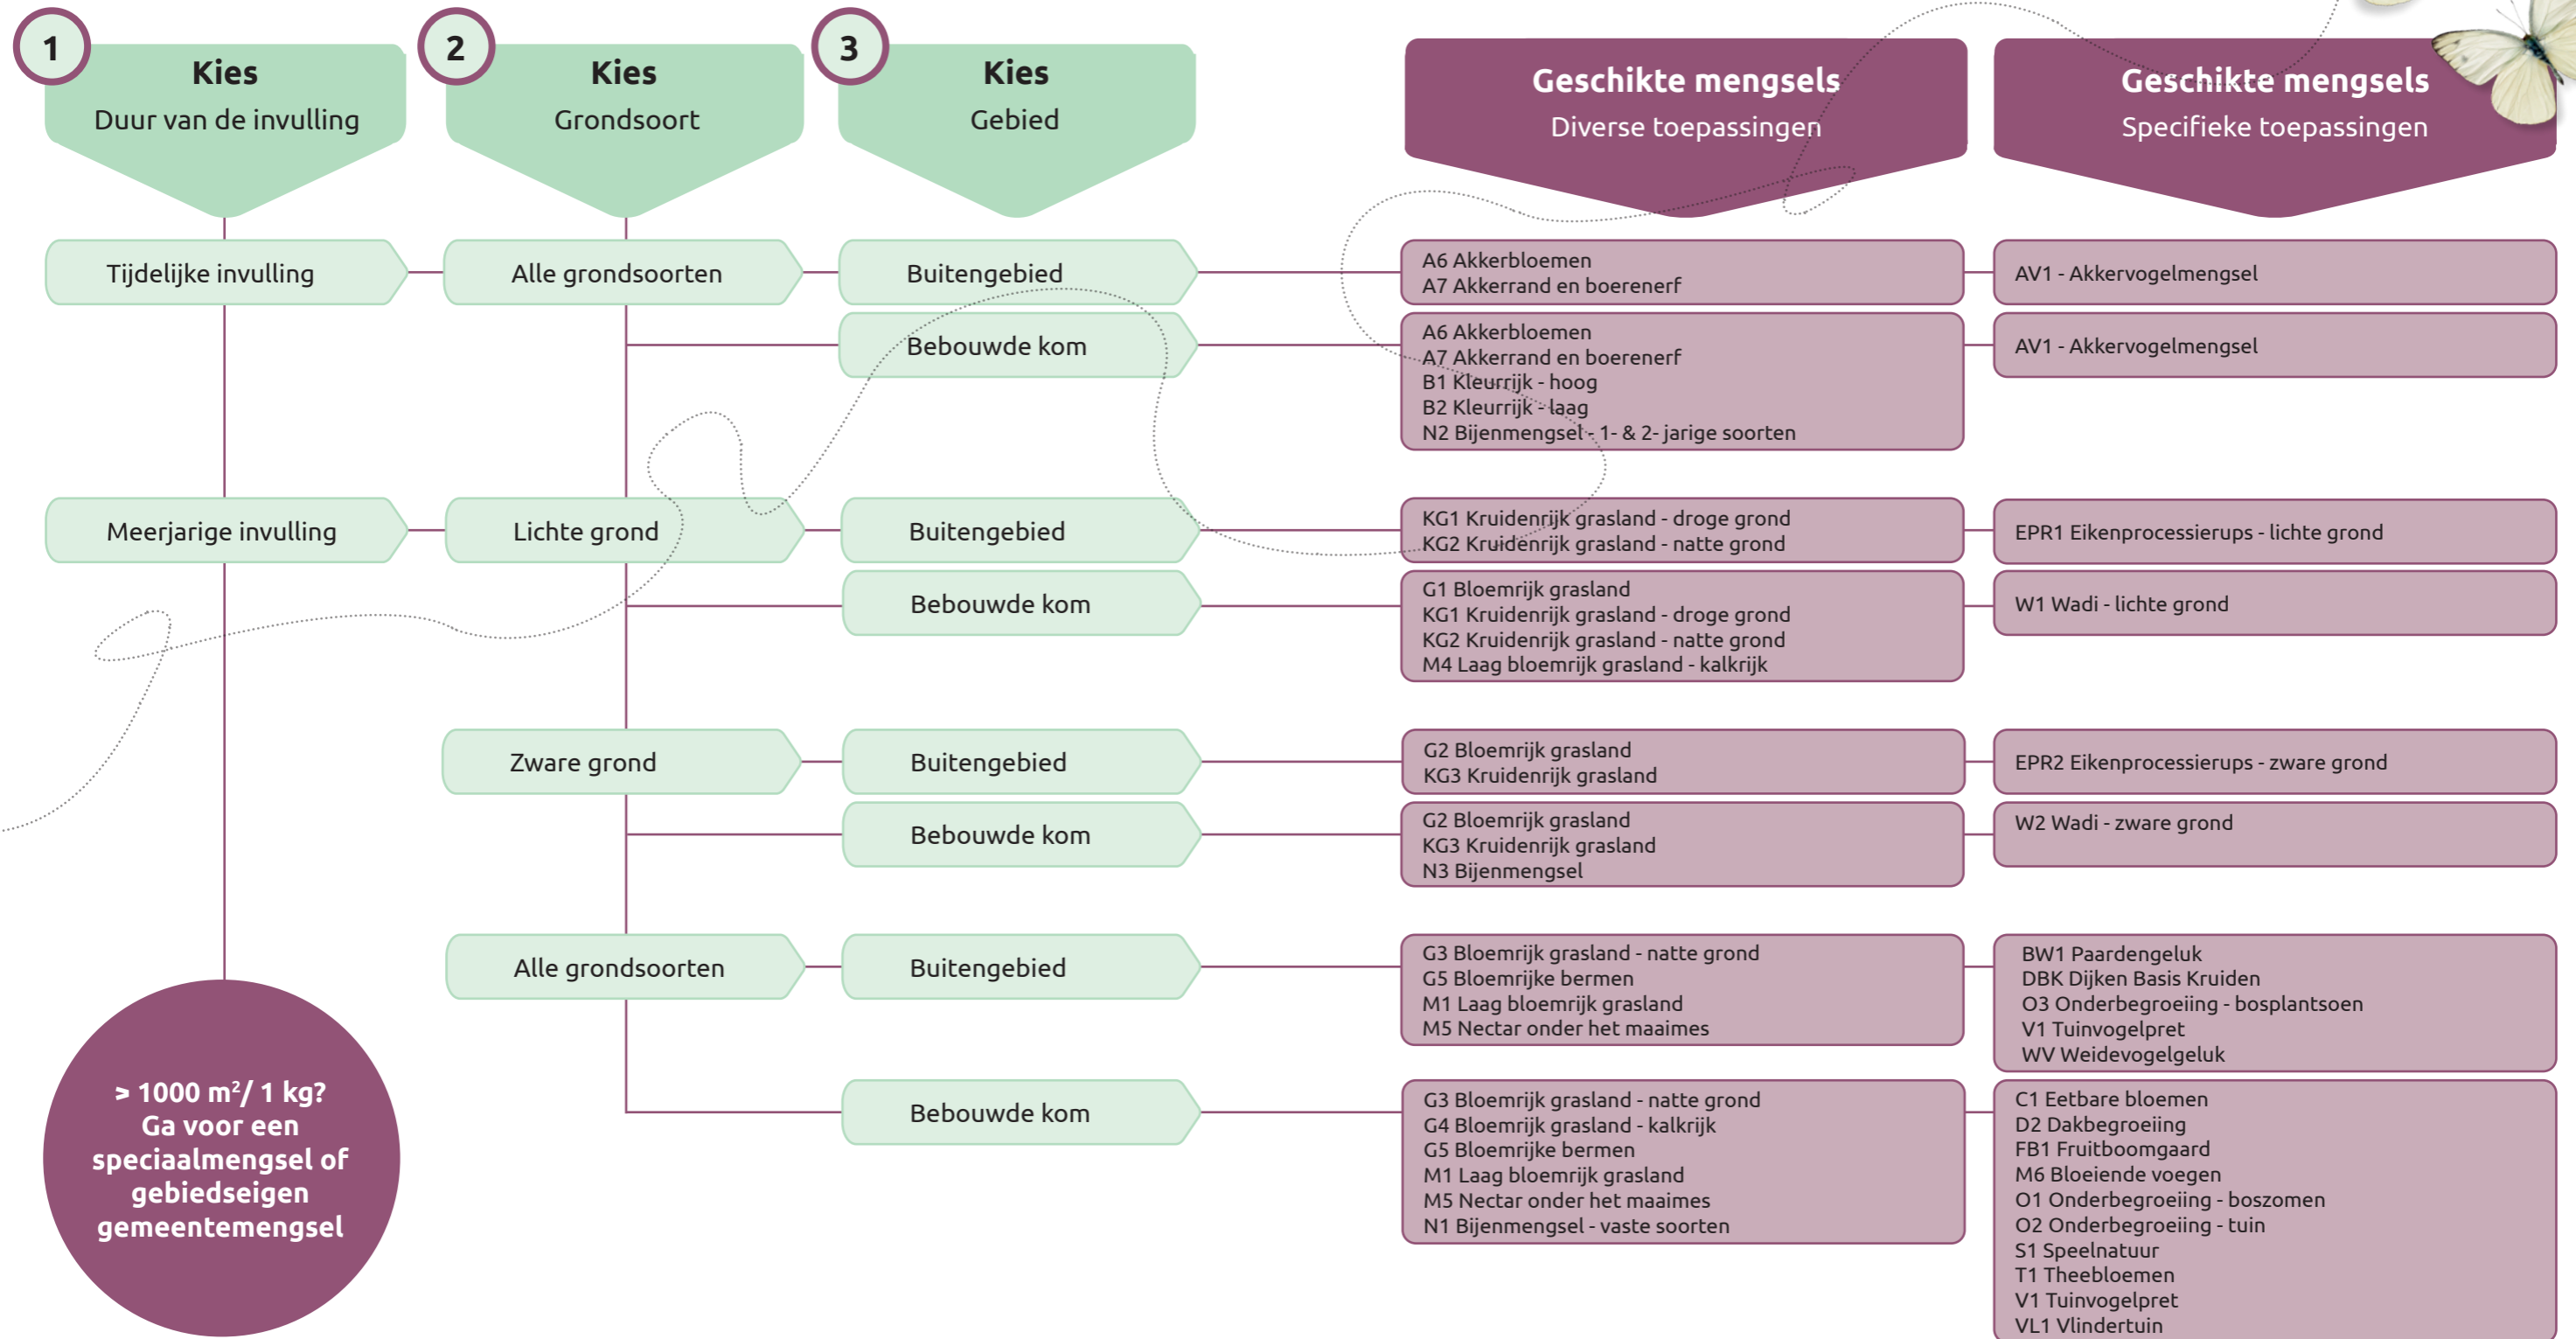 1
Kies
Duur van de invulling
2
Kies
Grondsoort
3
Kies
Gebied
Geschikte mengsels
Diverse toepassingen
Geschikte mengsels
Specifieke toepassingen
Tijdelijke invulling
Alle grondsoorten
Buitengebied
A6 Akkerbloemen
A7 Akkerrand en boerenerf
AV1 - Akkervogelmengsel
Bebouwde kom
A6 Akkerbloemen
A7 Akkerrand en boerenerf
B1 Kleurrijk - hoog
B2 Kleurrijk - laag
N2 Bijenmengsel - 1- & 2- jarige soorten
AV1 - Akkervogelmengsel
Meerjarige invulling
Lichte grond
Buitengebied
KG1 Kruidenrijk grasland - droge grond
KG2 Kruidenrijk grasland - natte grond
EPR1 Eikenprocessierups - lichte grond
Bebouwde kom
G1 Bloemrijk grasland
KG1 Kruidenrijk grasland - droge grond
KG2 Kruidenrijk grasland - natte grond
M4 Laag bloemrijk grasland - kalkrijk
W1 Wadi - lichte grond
Zware grond
Buitengebied
G2 Bloemrijk grasland
KG3 Kruidenrijk grasland
EPR2 Eikenprocessierups - zware grond
Bebouwde kom
G2 Bloemrijk grasland
KG3 Kruidenrijk grasland
N3 Bijenmengsel
W2 Wadi - zware grond
Alle grondsoorten
Buitengebied
G3 Bloemrijk grasland - natte grond
G5 Bloemrijke bermen
M1 Laag bloemrijk grasland
M5 Nectar onder het maaimes
BW1 Paardengeluk
DBK Dijken Basis Kruiden
O3 Onderbegroeiing - bosplantsoen
V1 Tuinvogelpret
WV Weidevogelgeluk
Bebouwde kom
G3 Bloemrijk grasland - natte grond
G4 Bloemrijk grasland - kalkrijk
G5 Bloemrijke bermen
M1 Laag bloemrijk grasland
M5 Nectar onder het maaimes
N1 Bijenmengsel - vaste soorten
C1 Eetbare bloemen
D2 Dakbegroeiing
FB1 Fruitboomgaard
M6 Bloeiende voegen
O1 Onderbegroeiing - boszomen
O2 Onderbegroeiing - tuin
S1 Speelnatuur
T1 Theebloemen
V1 Tuinvogelpret
VL1 Vlindertuin
> 1000 m²/ 1 kg?
Ga voor een
speciaalmengsel of
gebiedseigen
gemeentemengsel